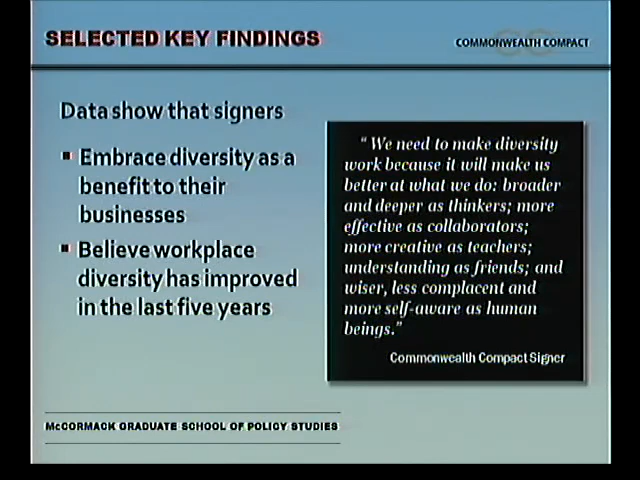 SELECTED KEY FINDINGS
COMMONWEALTH COMPACT
Data show that signers
▪ Embrace diversity as a
benefit to their
businesses
▪ Believe workplace
diversity has improved
in the last five years
“ We need to make diversity
work because it will make us
better at what we do: broader
and deeper as thinkers; more
effective as collaborators;
more creative as teachers;
understanding as friends; and
wiser, less complacent and
more self-aware as human
beings.”
Commonwealth Compact Signer
MCCORMACK GRADUATE SCHOOL OF POLICY STUDIES